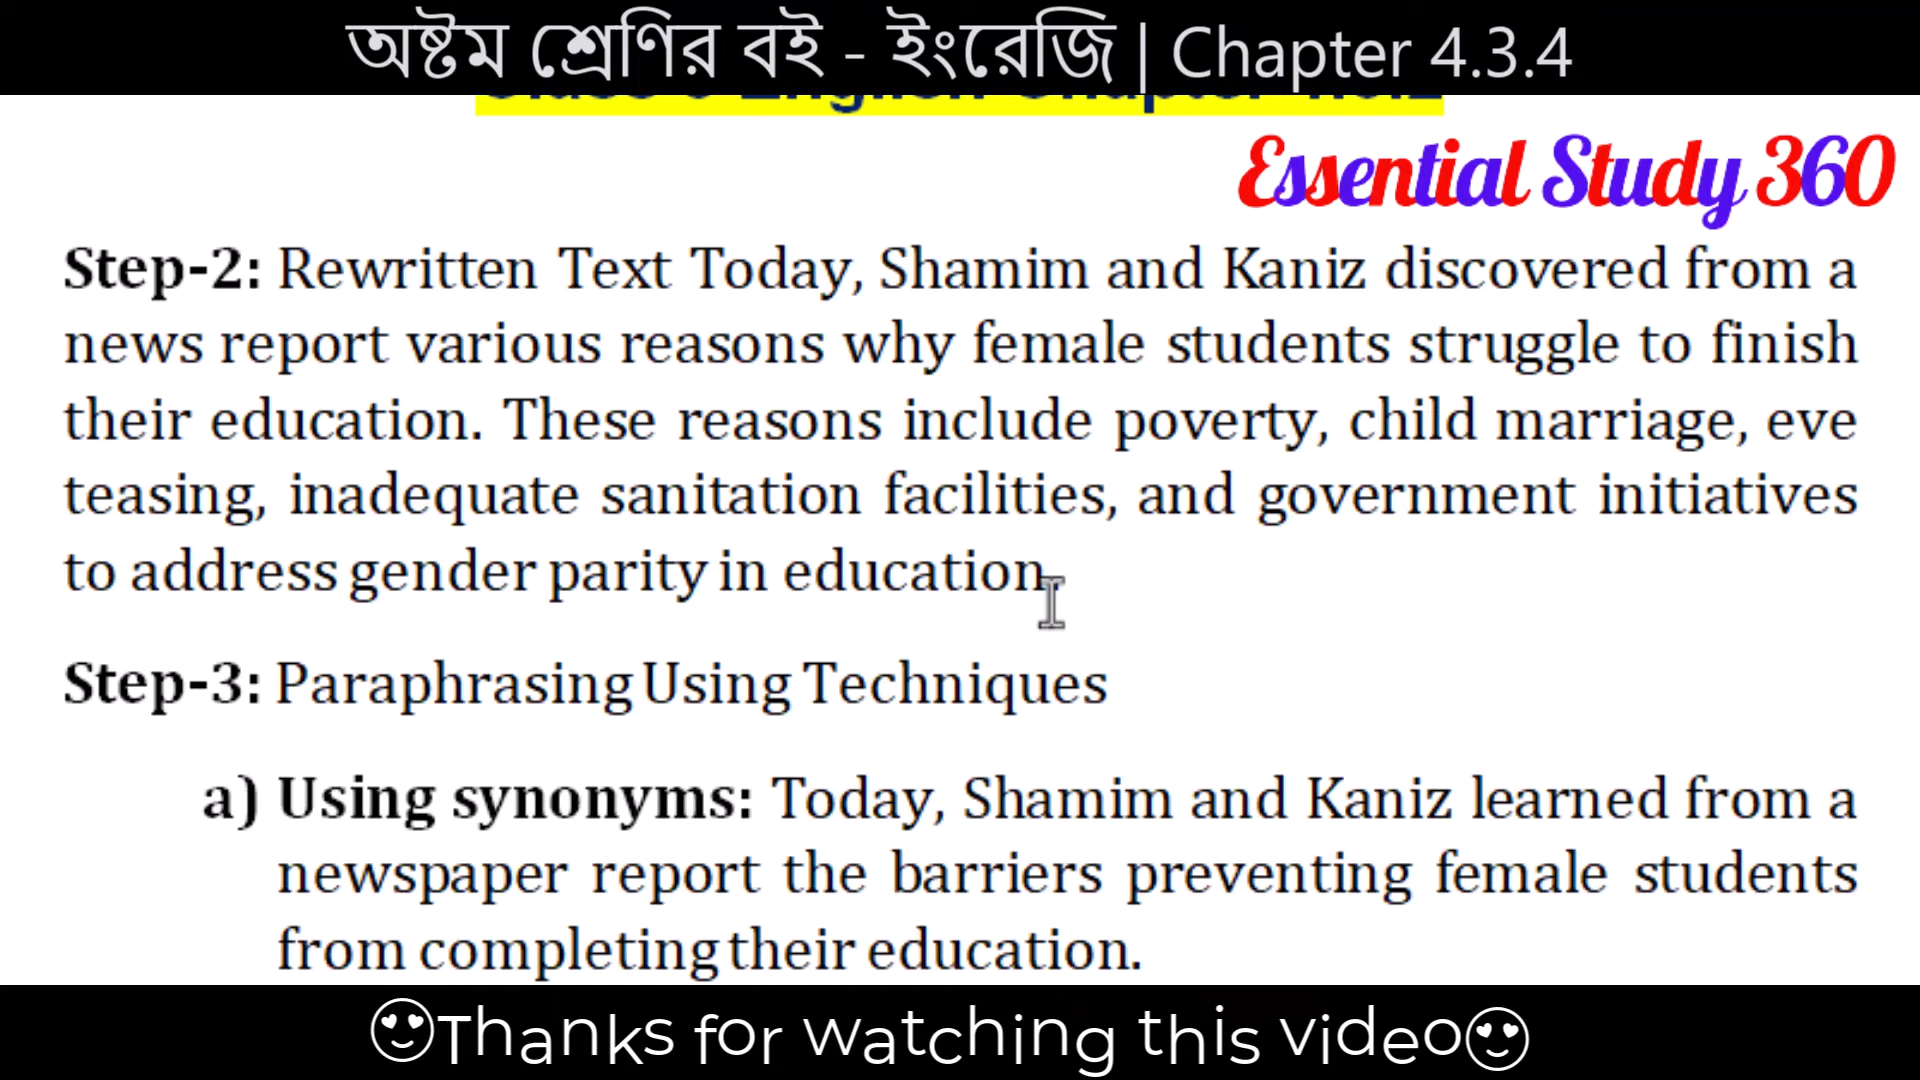 অষ্টম শ্রেণির বই - ইংরেজি | Chapter 4.3.4
Essential Study 360
Step-2: Rewritten Text Today, Shamim and Kaniz discovered from a
news report various reasons why female students struggle to finish
their education. These reasons include poverty, child marriage, eve
teasing, inadequate sanitation facilities, and government initiatives
to address gender parity in education.
Step-3: Paraphrasing Using Techniques
a) Using synonyms: Today, Shamim and Kaniz learned from a
newspaper report the barriers preventing female students
from completing their education.
😍Thanks for watching this video😍